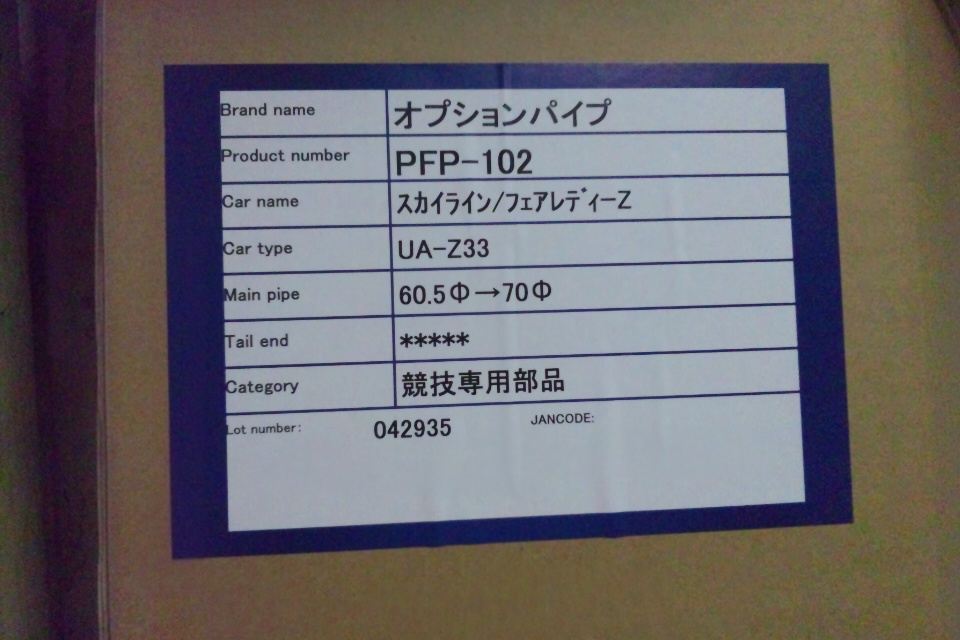 Brand name オプションパイプ
Product number PFP-102
Car name スカイライン/フェアレディーZ
Car type UA-Z33
Main pipe 60.5Φ→70Φ
Tail end *****
Category 競技専用部品
Lot number: 042935 JANCODE: